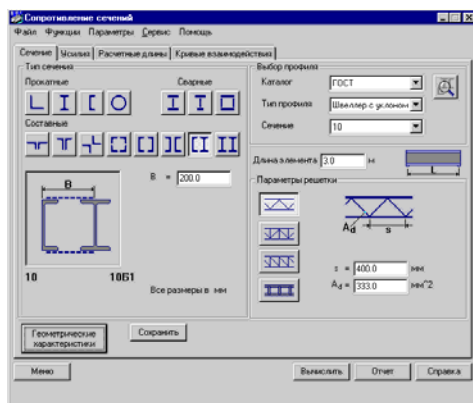 Сопротивление сечений
Файл Функции Параметры Сервис Помощь
Сечение Усилия Расчетные длины Кривые взаимодействия
Тип сечения
Прокатные Сварные
Составные
B = 200.0
B
10 10Б1
Все размеры в мм
Геометрические характеристики
Сохранить
Выбор профиля
Каталог ГОСТ
Тип профиля Швеллер с уклоном
Сечение 10
Длина элемента 3.0 м
L
Параметры решетки
Ad s
s = 400.0 мм
Ad = 333.0 мм^2
Меню Вычислить Отчет Справка